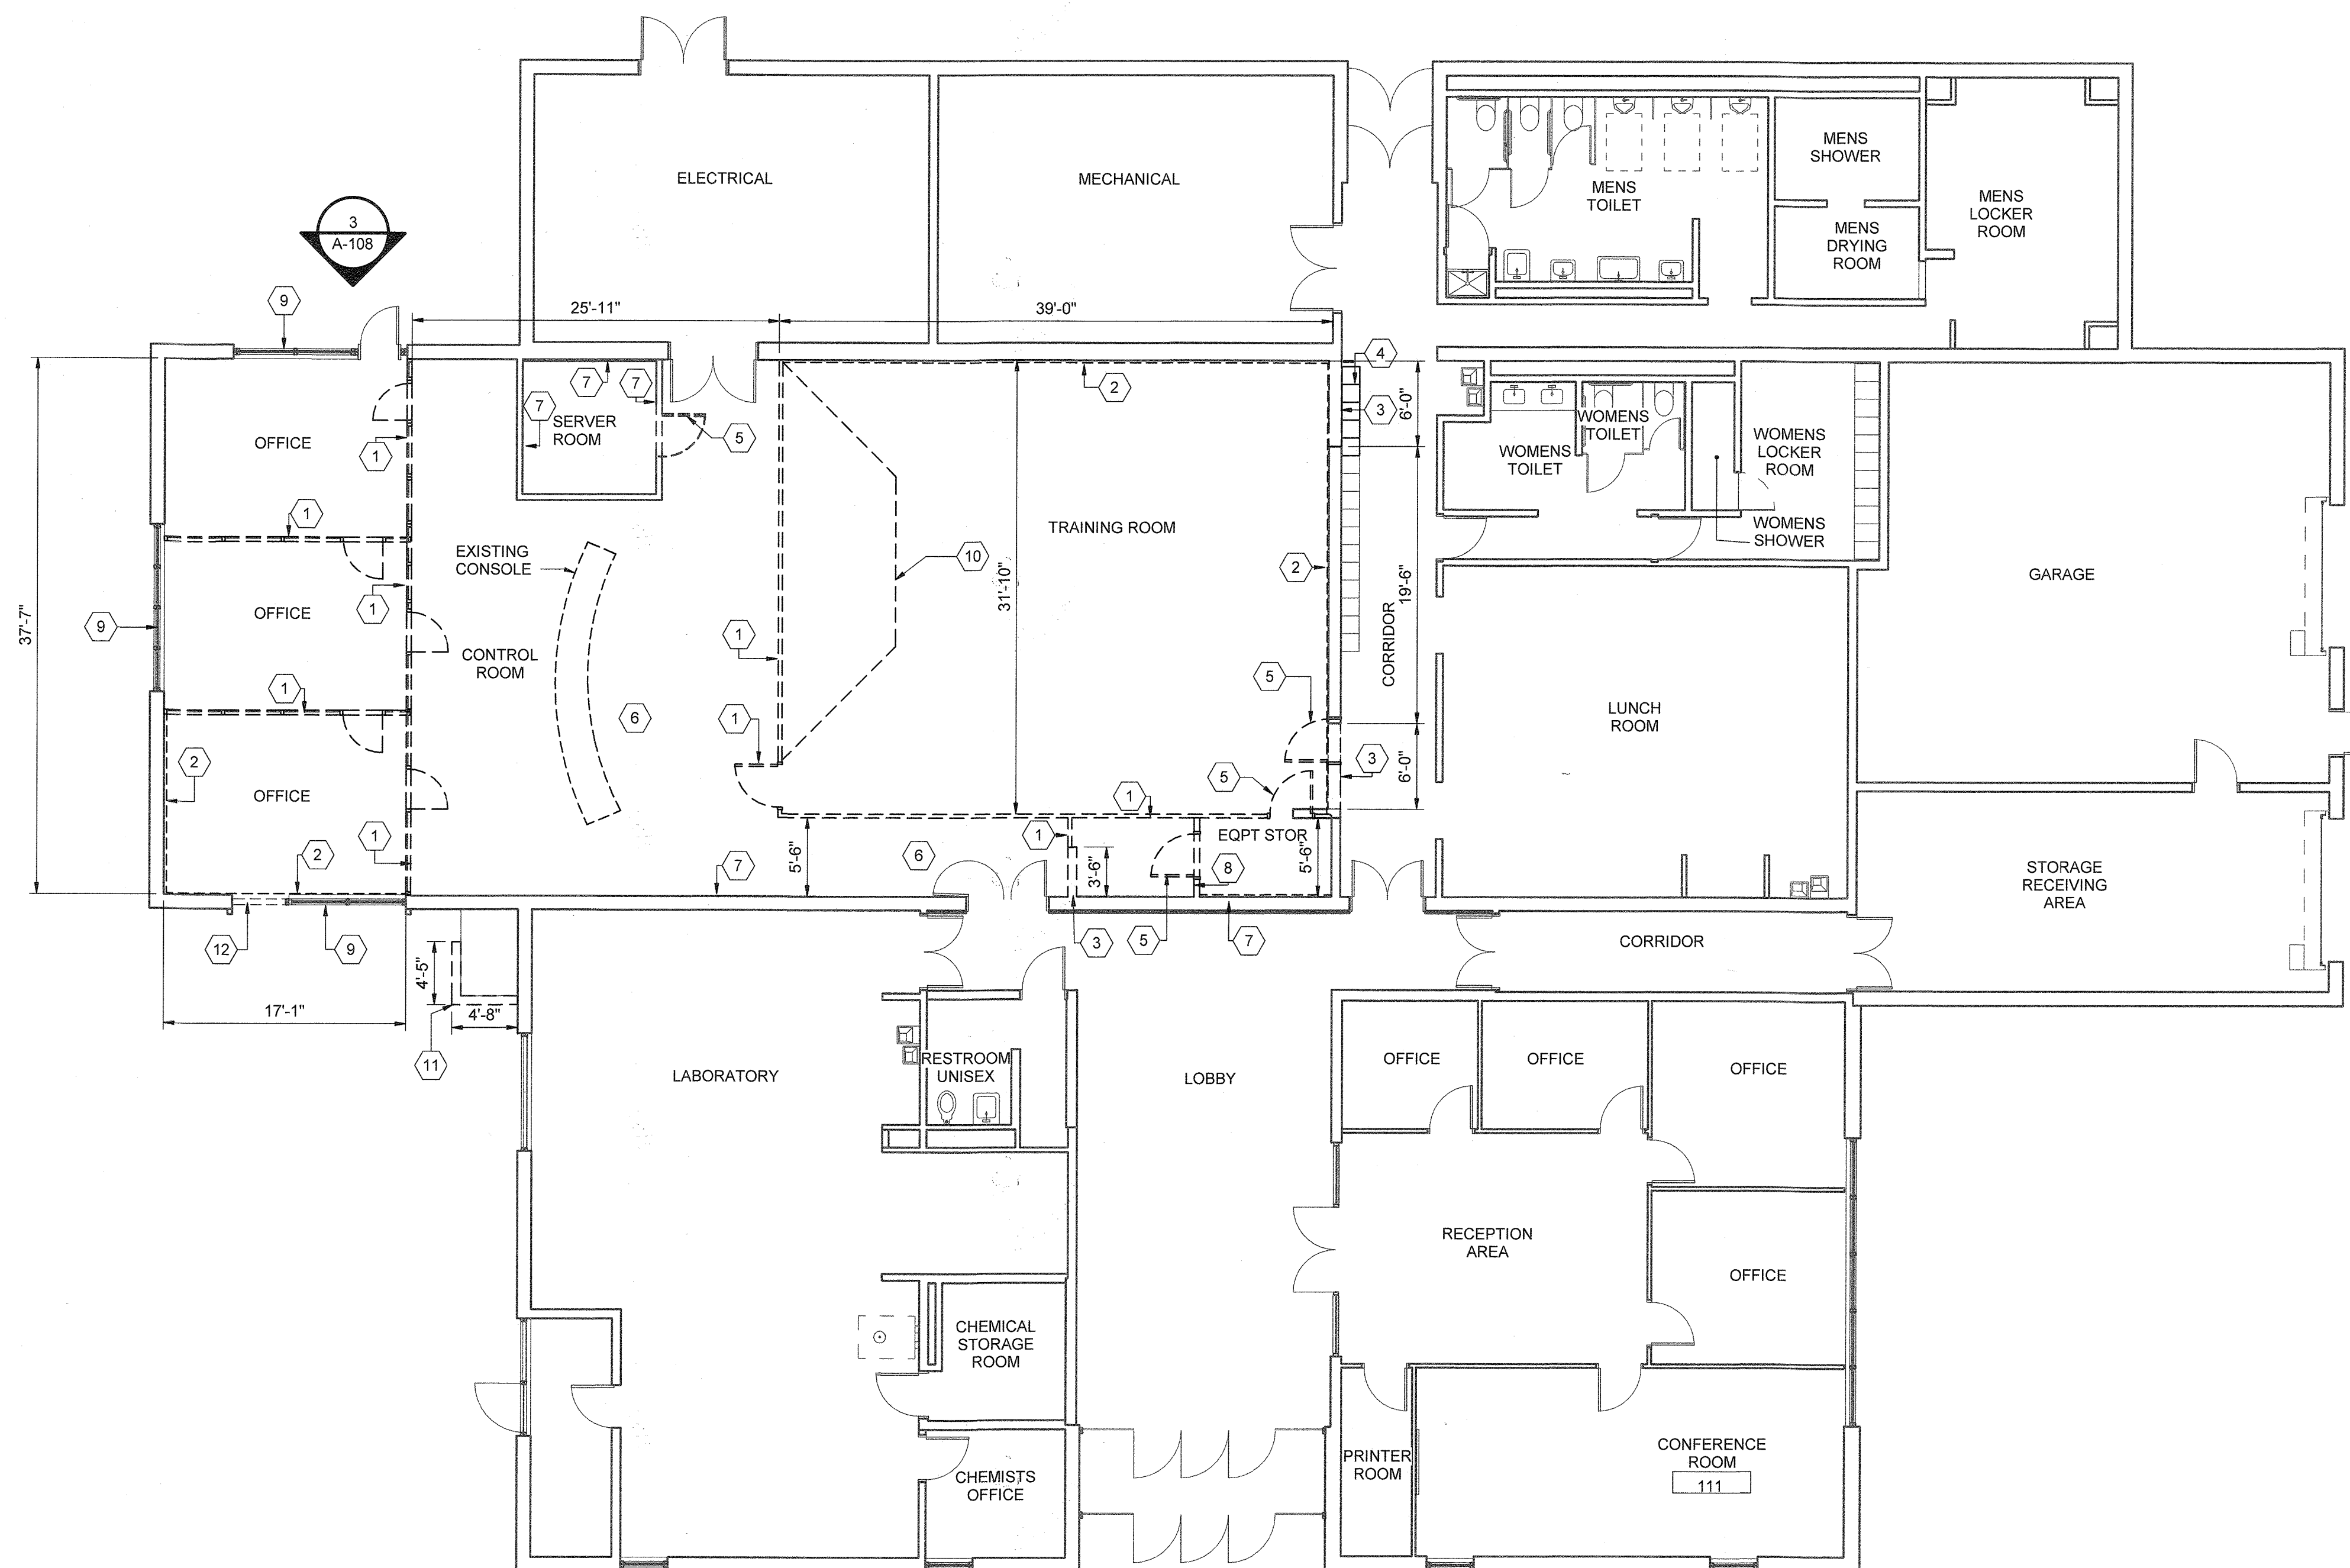 ELECTRICAL
MECHANICAL
MENS
TOILET
MENS
SHOWER
MENS
DRYING
ROOM
MENS
LOCKER
ROOM
3
A-108
9
25'-11"
39'-0"
4
7
7
2
7
SERVER
ROOM
5
3
6'-0"
OFFICE
1
WOMENS
TOILET
WOMENS
TOILET
WOMENS
LOCKER
ROOM
WOMENS
SHOWER
1
TRAINING ROOM
EXISTING
CONSOLE
10
2
31'-10"
19'-6"
GARAGE
37'-7"
9
OFFICE
1
CONTROL
ROOM
1
CORRIDOR
5
1
6
1
LUNCH
ROOM
2
3
6'-0"
5
OFFICE
1
1
1
EQPT STOR
2
7
5'-6"
6
3'-6"
8
5'-6"
STORAGE
RECEIVING
AREA
12
9
3
5
7
CORRIDOR
4'-5"
17'-1"
4'-8"
11
LABORATORY
RESTROOM
UNISEX
LOBBY
OFFICE
OFFICE
OFFICE
RECEPTION
AREA
OFFICE
CHEMICAL
STORAGE
ROOM
CHEMISTS
OFFICE
PRINTER
ROOM
CONFERENCE
ROOM
111